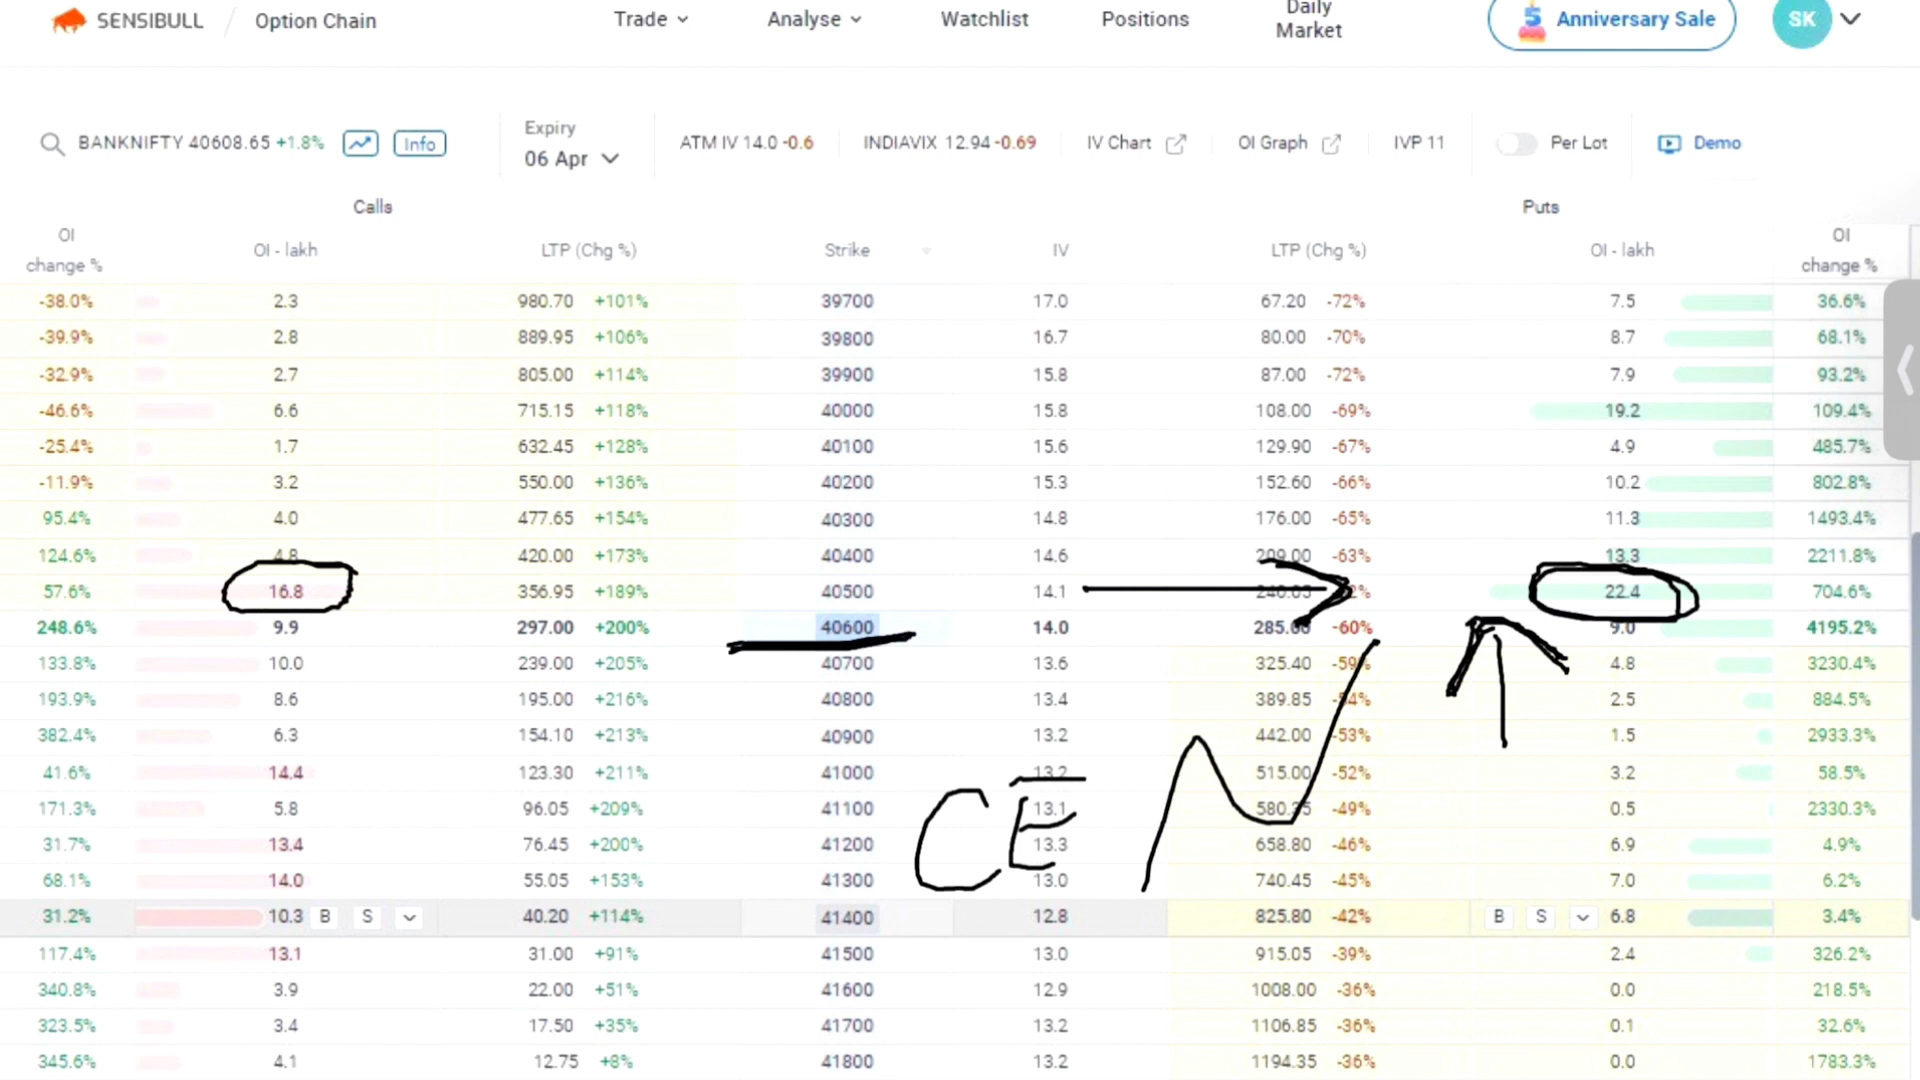 SENSIBULL / Option Chain Trade Analyse Watchlist Positions Daily Market 5 Anniversary Sale SK
BANKNIFTY 40608.65 +1.8% Info Expiry 06 Apr ATM IV 14.0 -0.6 INDIAVIX 12.94 -0.69 IV Chart OI Graph IVP 11 Per Lot Demo
Calls Puts
OI change % OI - lakh LTP (Chg %) Strike IV LTP (Chg %) OI - lakh OI change %
-38.0% 2.3 980.70 +101% 39700 17.0 67.20 -72% 7.5 36.6%
-39.9% 2.8 889.95 +106% 39800 16.7 80.00 -70% 8.7 68.1%
-32.9% 2.7 805.00 +114% 39900 15.8 87.00 -72% 7.9 93.2%
-46.6% 6.6 715.15 +118% 40000 15.8 108.00 -69% 19.2 109.4%
-25.4% 1.7 632.45 +128% 40100 15.6 129.90 -67% 4.9 485.7%
-11.9% 3.2 550.00 +136% 40200 15.3 152.60 -66% 10.2 802.8%
95.4% 4.0 477.65 +154% 40300 14.8 176.00 -65% 11.3 1493.4%
124.6% 4.8 420.00 +173% 40400 14.6 209.00 -63% 13.3 2211.8%
57.6% 16.8 356.95 +189% 40500 14.1 22.4 704.6%
248.6% 9.9 297.00 +200% 40600 14.0 -60% 9.0 4195.2%
133.8% 10.0 239.00 +205% 40700 13.6 325.40 -59% 4.8 3230.4%
193.9% 8.6 195.00 +216% 40800 13.4 389.85 -54% 2.5 884.5%
382.4% 6.3 154.10 +213% 40900 13.2 442.00 -53% 1.5 2933.3%
41.6% 14.4 123.30 +211% 41000 13.2 515.00 -52% 3.2 58.5%
171.3% 5.8 96.05 +209% 41100 13.1 580.35 -49% 0.5 2330.3%
31.7% 13.4 76.45 +200% 41200 13.3 658.80 -46% 6.9 4.9%
CE
68.1% 14.0 55.05 +153% 41300 13.0 740.45 -45% 7.0 6.2%
31.2% 10.3 B S 40.20 +114% 41400 12.8 825.80 -42% B S 6.8 3.4%
117.4% 13.1 31.00 +91% 41500 13.0 915.05 -39% 2.4 326.2%
340.8% 3.9 22.00 +51% 41600 12.9 1008.00 -36% 0.0 218.5%
323.5% 3.4 17.50 +35% 41700 13.2 1106.85 -36% 0.1 32.6%
345.6% 4.1 12.75 +8% 41800 13.2 1194.35 -36% 0.0 1783.3%